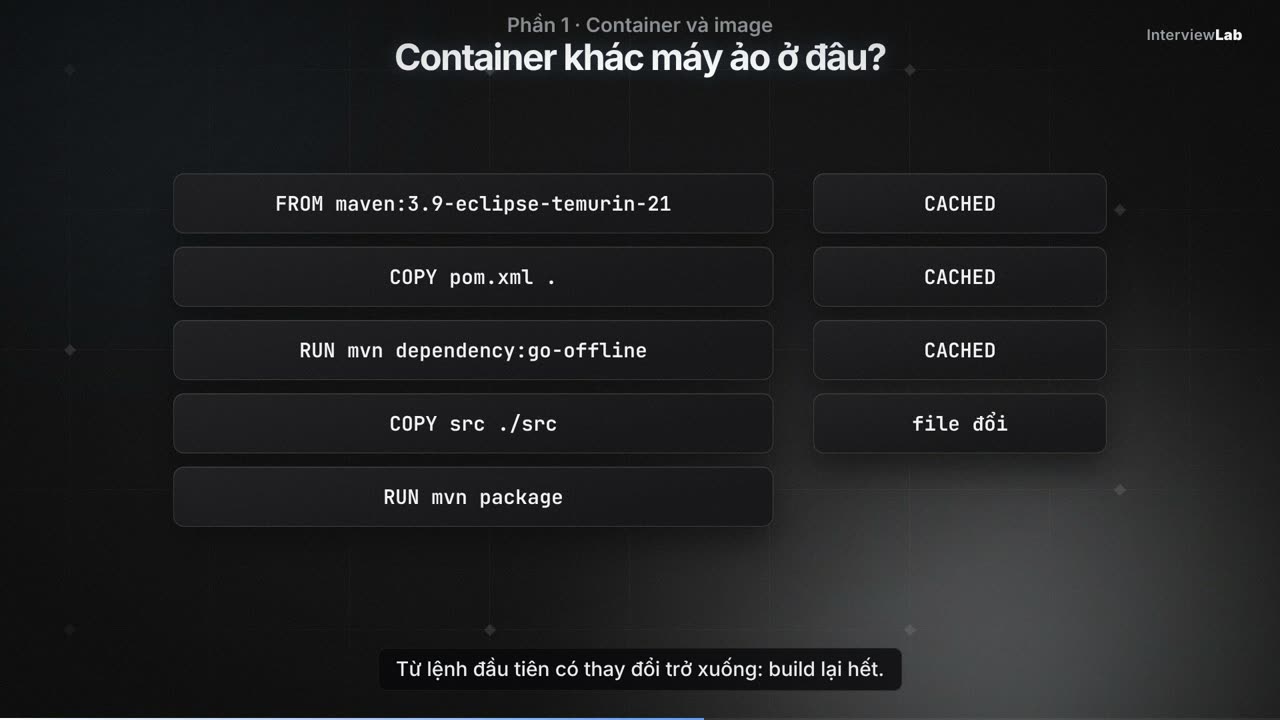 Phần 1 · Container và image
InterviewLab
Container khác máy ảo ở đâu?
FROM maven:3.9-eclipse-temurin-21
CACHED
COPY pom.xml .
CACHED
RUN mvn dependency:go-offline
CACHED
COPY src ./src
file đổi
RUN mvn package
Từ lệnh đầu tiên có thay đổi trở xuống: build lại hết.